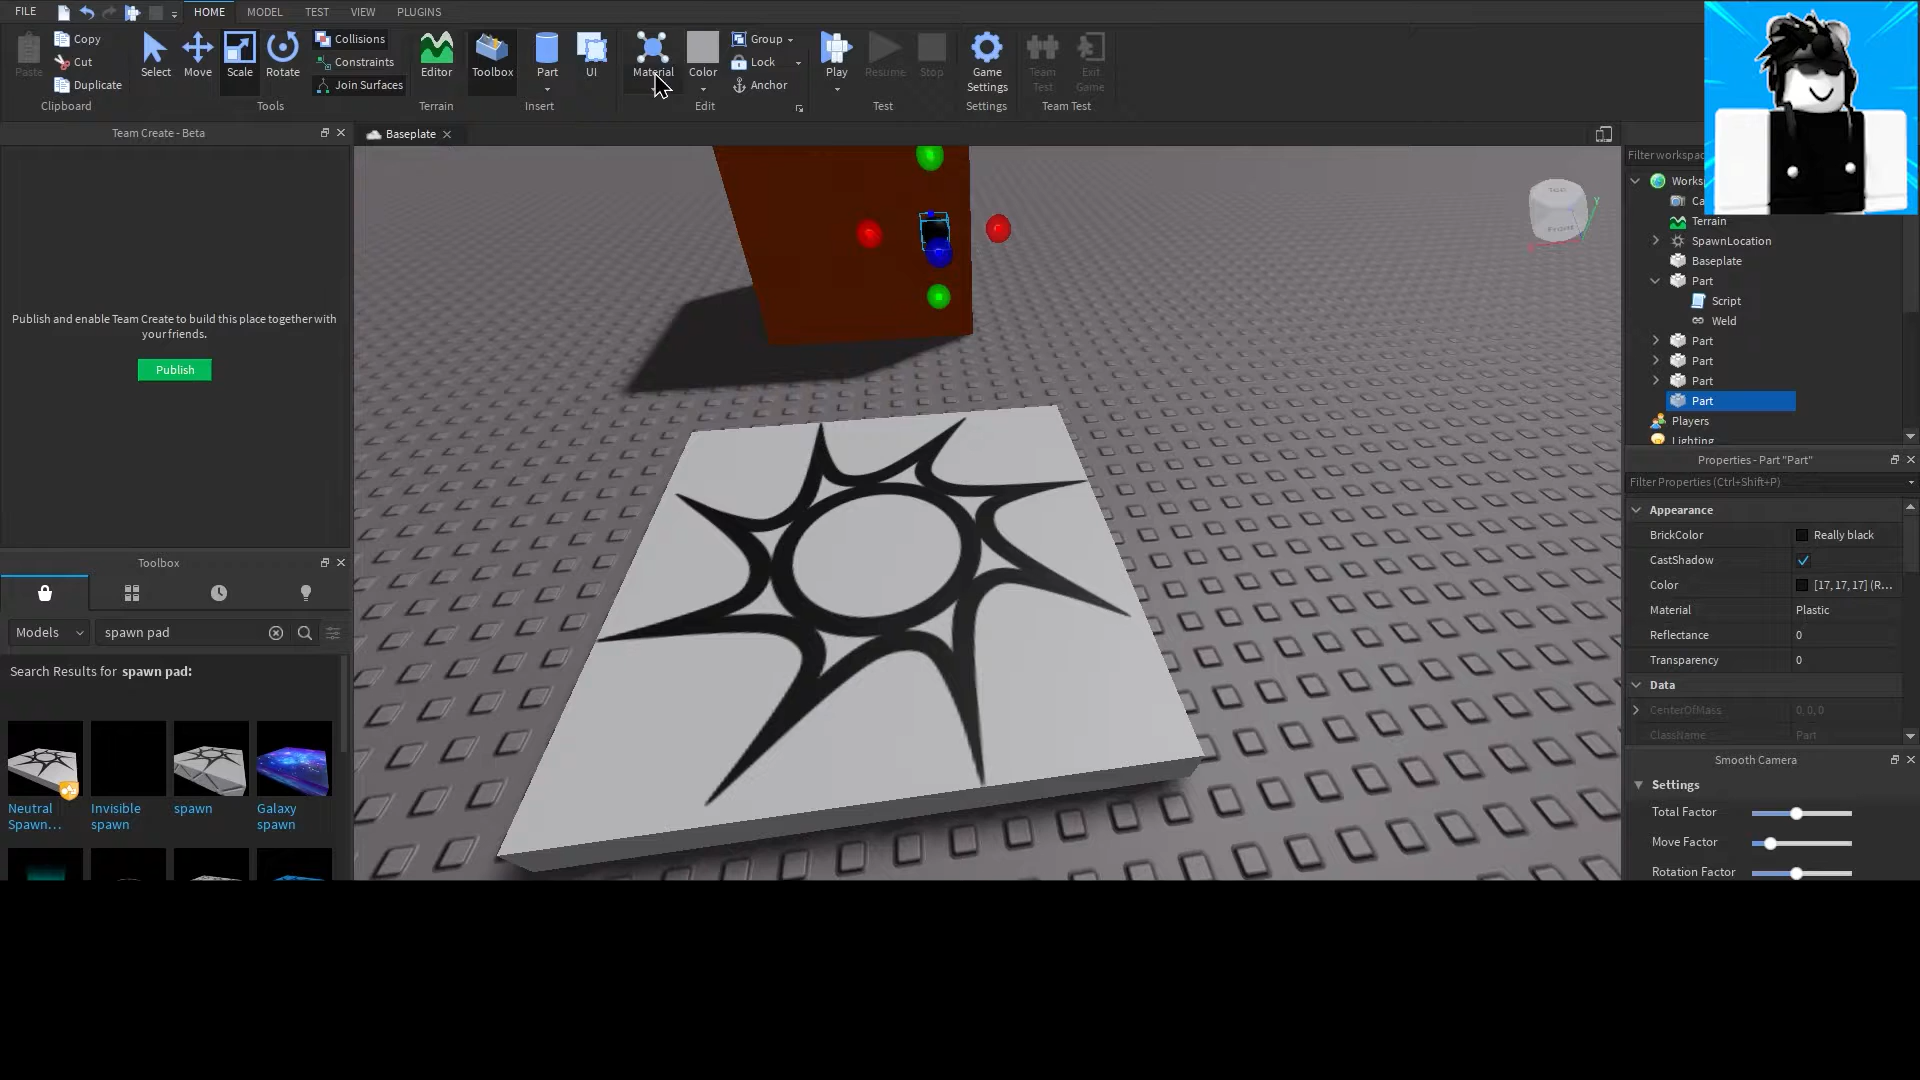 FILE HOME MODEL TEST VIEW PLUGINS
Paste
Copy
Cut
Duplicate
Clipboard
Select Move Scale Rotate
Collisions
Constraints
Join Surfaces
Tools
Editor
Terrain
Toolbox Part UI
Insert
Material Color
Group
Lock
Anchor
Edit
Play Resume Stop
Test
Game
Settings
Settings
Team
Test
Exit
Game
Team Test
Team Create - Beta
Publish and enable Team Create to build this place together with
your friends.
Publish
Baseplate
Toolbox
Models
spawn pad
Search Results for spawn pad:
Neutral
Spawn...
Invisible
spawn
spawn
Galaxy
spawn
Filter workspac
Works
Ca
Terrain
SpawnLocation
Baseplate
Part
Script
Weld
Part
Part
Part
Part
Players
Lighting
Properties - Part "Part"
Filter Properties (Ctrl+Shift+P)
Appearance
BrickColor Really black
CastShadow
Color [17, 17, 17] (R...
Material Plastic
Reflectance 0
Transparency 0
Data
CenterOfMass 0, 0, 0
ClassName Part
Smooth Camera
Settings
Total Factor
Move Factor
Rotation Factor
Y